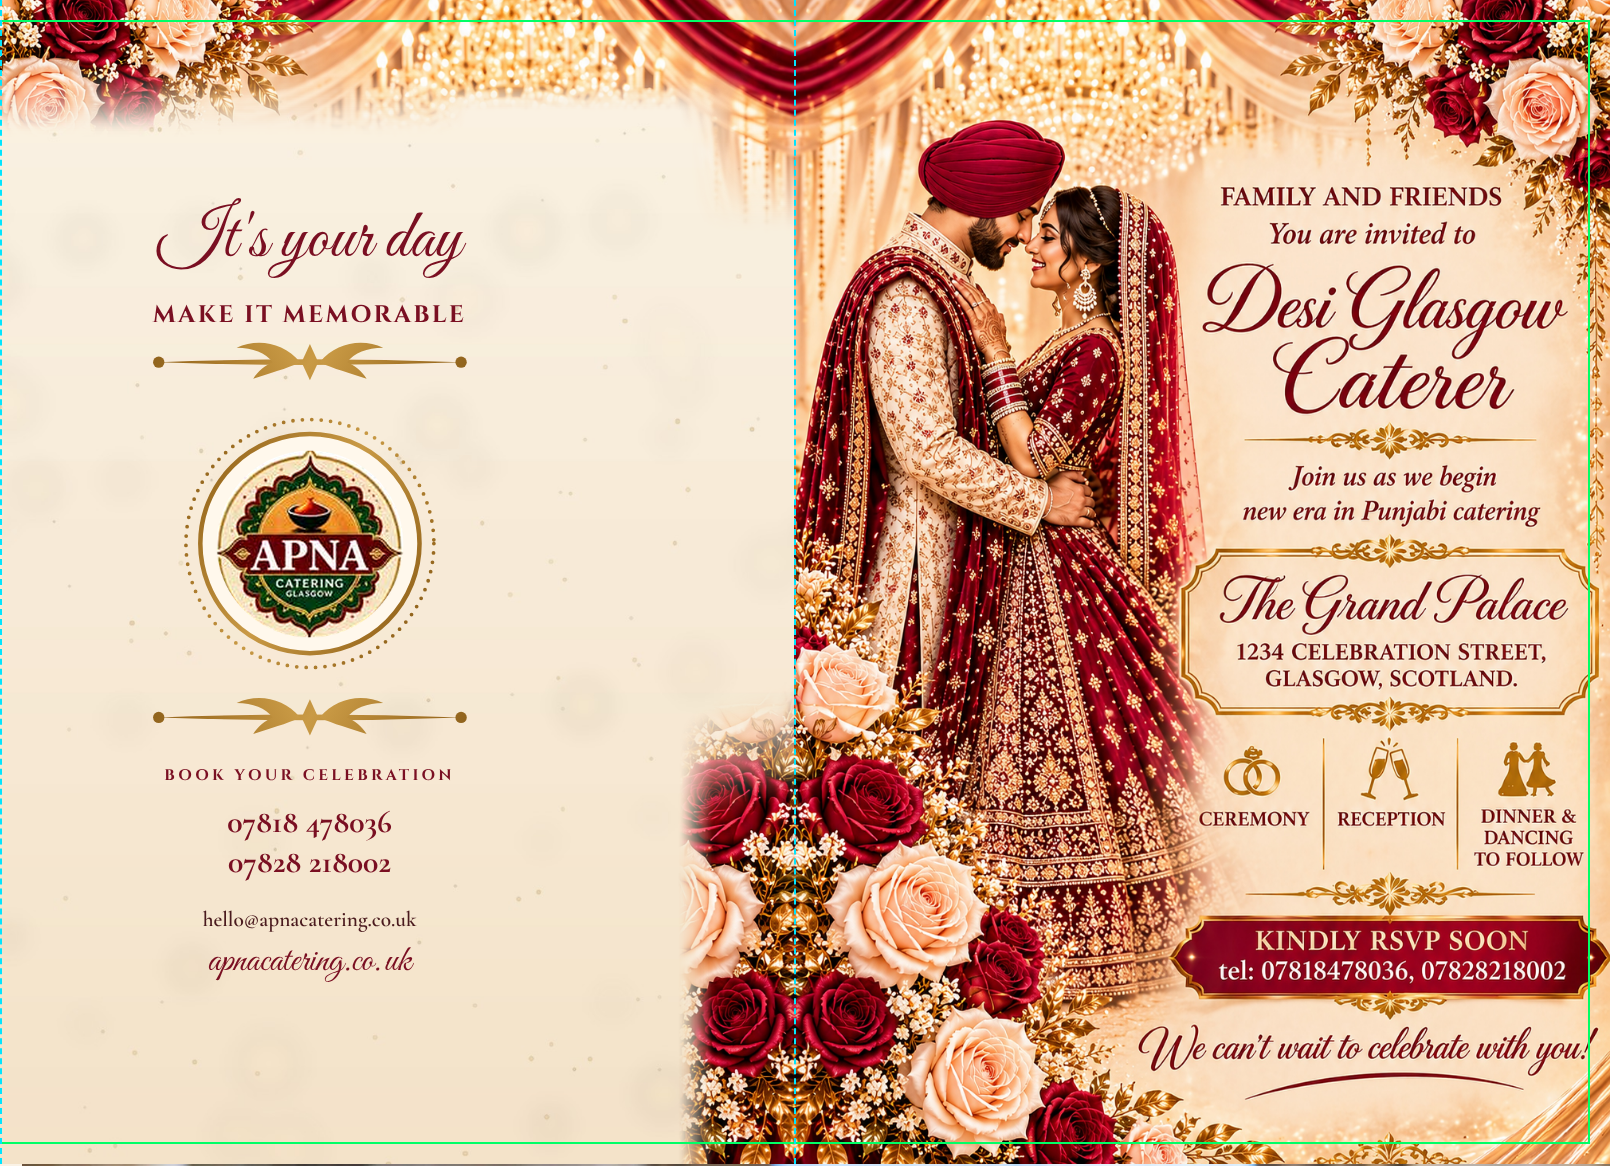 It's your day
MAKE IT MEMORABLE
APNA
CATERING
GLASGOW
BOOK YOUR CELEBRATION
07818 478036
07828 218002
hello@apnacatering.co.uk
apnacatering.co.uk
FAMILY AND FRIENDS
You are invited to
Desi Glasgow
Caterer
Join us as we begin
new era in Punjabi catering
The Grand Palace
1234 CELEBRATION STREET,
GLASGOW, SCOTLAND.
CEREMONY
RECEPTION
DINNER &
DANCING
TO FOLLOW
KINDLY RSVP SOON
tel: 07818478036, 07828218002
We can't wait to celebrate with you!